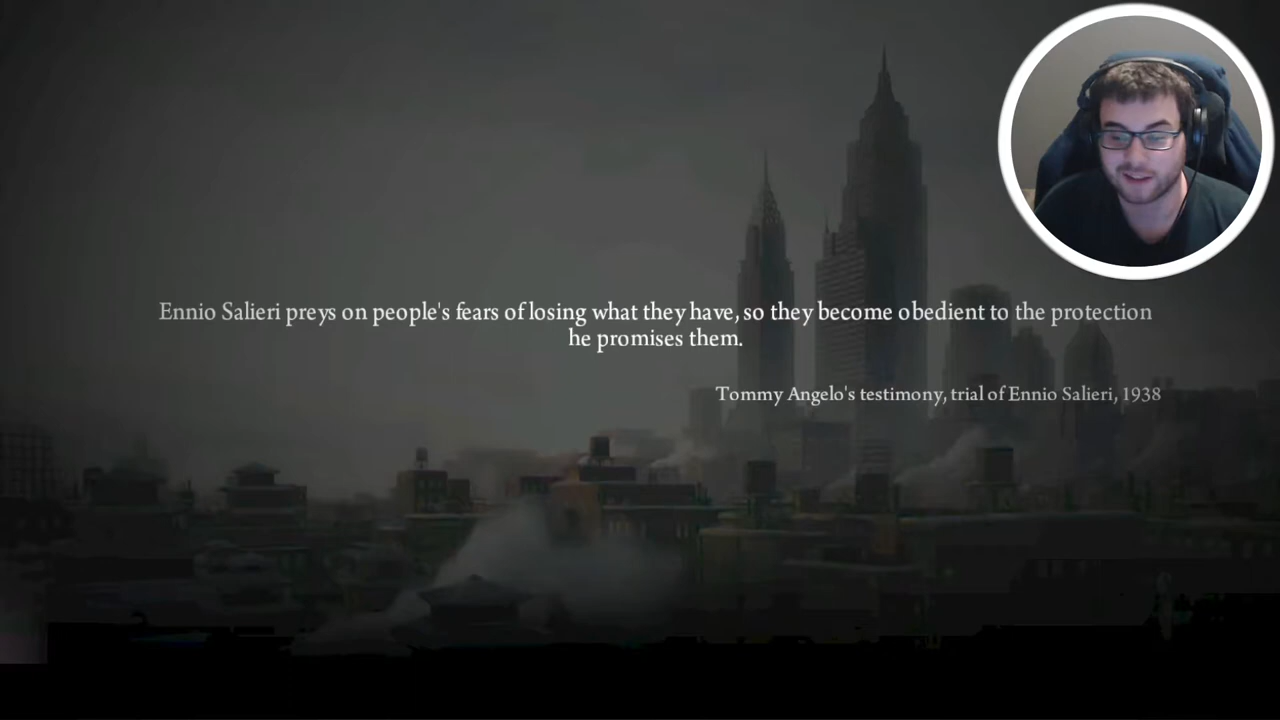 Ennio Salieri preys on people's fears of losing what they have, so they become obedient to the protection
he promises them.
Tommy Angelo's testimony, trial of Ennio Salieri, 1938